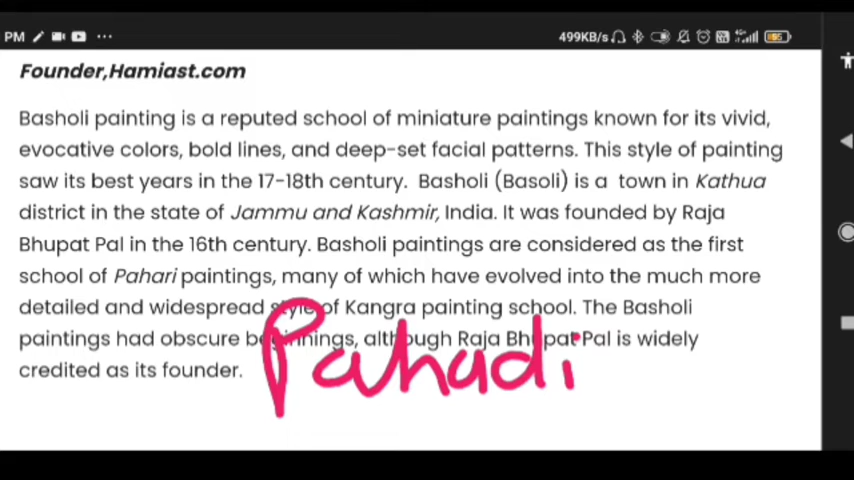 PM ...
499KB/s 4G 55
Founder,Hamiast.com
Basholi painting is a reputed school of miniature paintings known for its vivid,
evocative colors, bold lines, and deep-set facial patterns. This style of painting
saw its best years in the 17-18th century. Basholi (Basoli) is a town in Kathua
district in the state of Jammu and Kashmir, India. It was founded by Raja
Bhupat Pal in the 16th century. Basholi paintings are considered as the first
school of Pahari paintings, many of which have evolved into the much more
detailed and widespread style of Kangra painting school. The Basholi
paintings had obscure beginnings, although Raja Bhupat Pal is widely
credited as its founder.
Pahadi